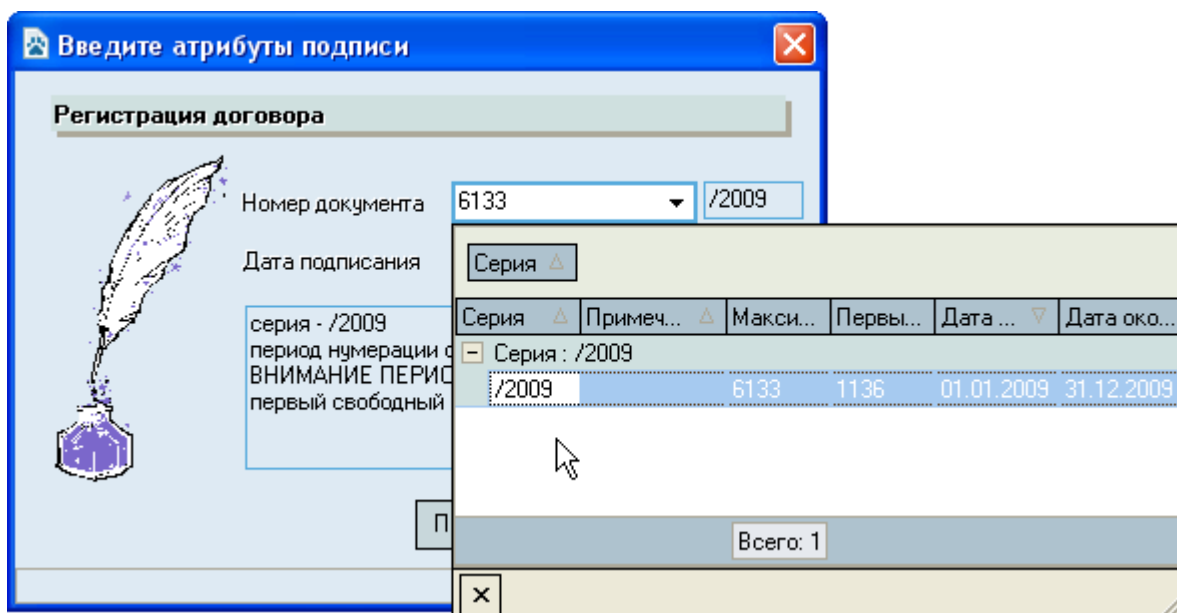 Введите атрибуты подписи
Регистрация договора
Номер документа 6133 /2009
Дата подписания
серия - /2009
период нумерации с
ВНИМАНИЕ ПЕРИО
первый свободный
П
Серия
Серия Примеч... Макси... Первы... Дата ... Дата око...
Серия : /2009
/2009 6133 1136 01.01.2009 31.12.2009
Всего: 1